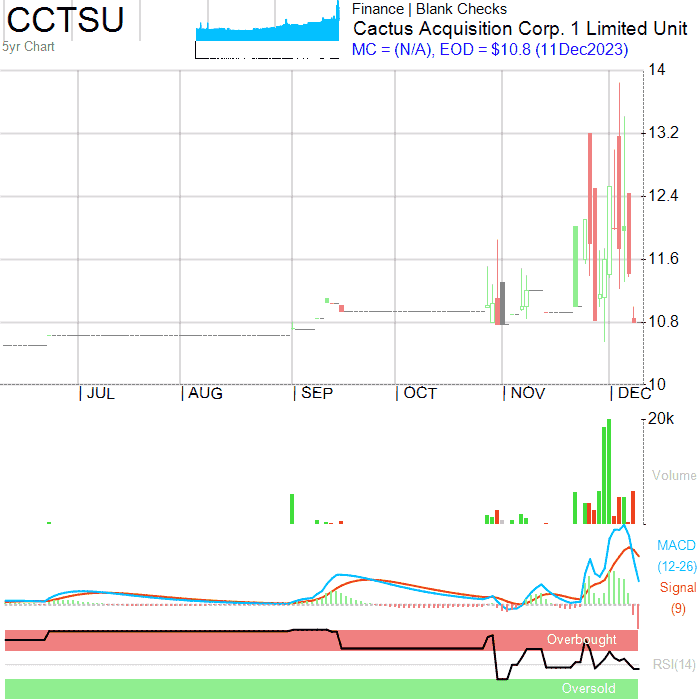 CCTSU
5yr Chart
Finance | Blank Checks
Cactus Acquisition Corp. 1 Limited Unit
MC = (N/A), EOD = $10.8 (11Dec2023)
14
13.2
12.4
11.6
10.8
10
| JUL | AUG | SEP | OCT | NOV | DEC
20k
Volume
MACD
(12-26)
Signal
(9)
Overbought
RSI(14)
Oversold